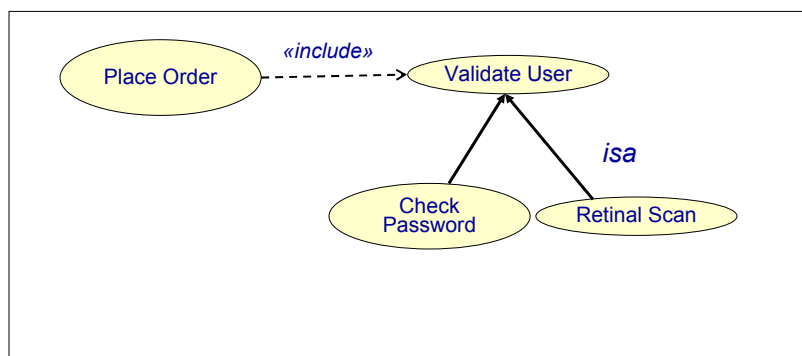 «include»
Place Order
Validate User
isa
Check
Password
Retinal Scan